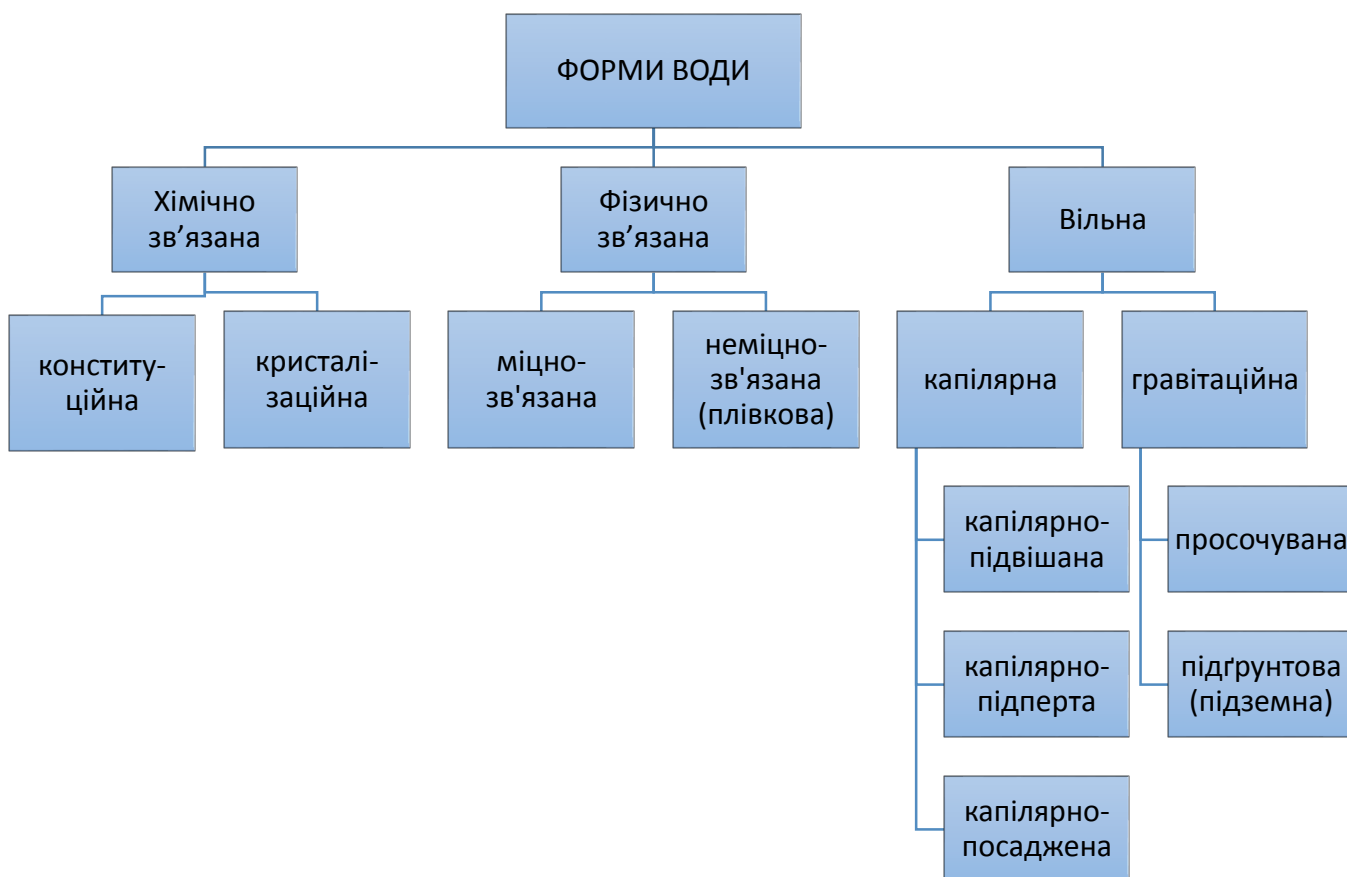 ФОРМИ ВОДИ
Хімічно
зв’язана
Фізично
зв’язана
Вільна
конститу-
ційна
кристалі-
заційна
міцно-
зв'язана
неміцно-
зв'язана
(плівкова)
капілярна
гравітаційна
капілярно-
підвішана
просочувана
капілярно-
підперта
підґрунтова
(підземна)
капілярно-
посаджена